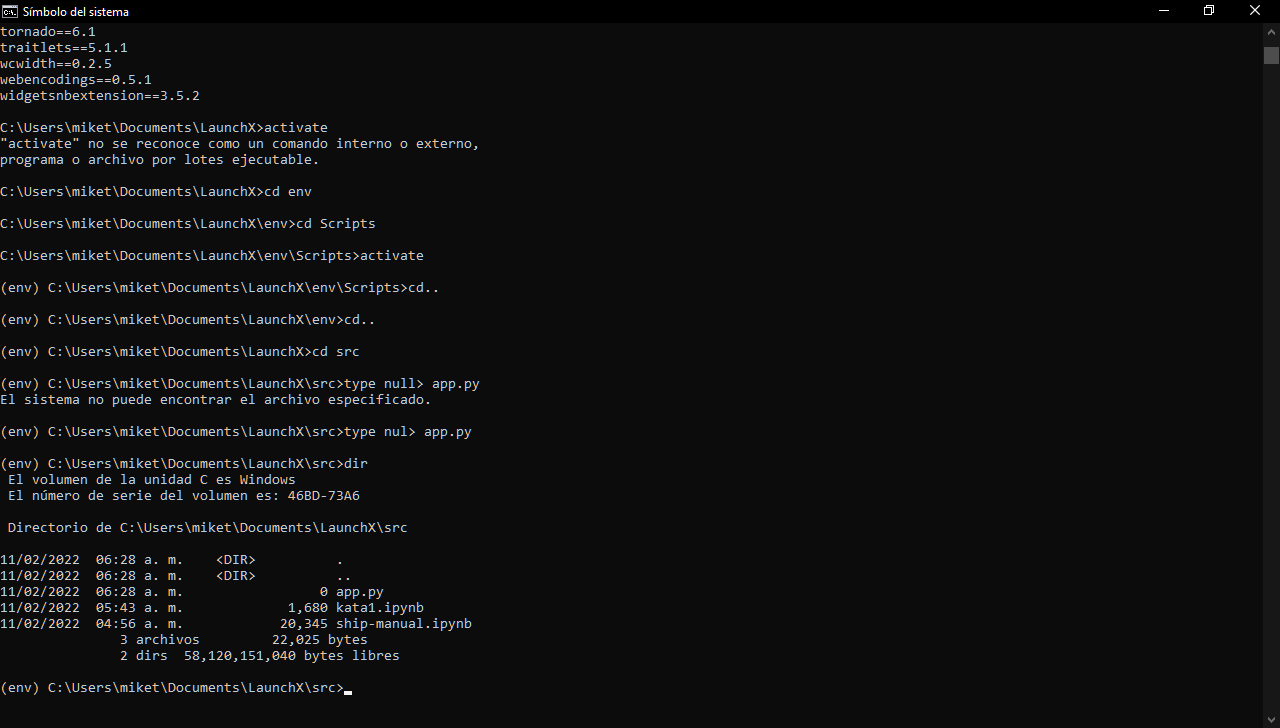 Símbolo del sistema
tornado==6.1
traitlets==5.1.1
wcwidth==0.2.5
webencodings==0.5.1
widgetsnbextension==3.5.2
C:\Users\miket\Documents\LaunchX>activate
"activate" no se reconoce como un comando interno o externo,
programa o archivo por lotes ejecutable.
C:\Users\miket\Documents\LaunchX>cd env
C:\Users\miket\Documents\LaunchX\env>cd Scripts
C:\Users\miket\Documents\LaunchX\env\Scripts>activate
(env) C:\Users\miket\Documents\LaunchX\env\Scripts>cd..
(env) C:\Users\miket\Documents\LaunchX\env>cd..
(env) C:\Users\miket\Documents\LaunchX>cd src
(env) C:\Users\miket\Documents\LaunchX\src>type null> app.py
El sistema no puede encontrar el archivo especificado.
(env) C:\Users\miket\Documents\LaunchX\src>type nul> app.py
(env) C:\Users\miket\Documents\LaunchX\src>dir
 El volumen de la unidad C es Windows
 El número de serie del volumen es: 46BD-73A6
 Directorio de C:\Users\miket\Documents\LaunchX\src
11/02/2022  06:28 a. m.    <DIR>          .
11/02/2022  06:28 a. m.    <DIR>          ..
11/02/2022  06:28 a. m.                 0 app.py
11/02/2022  05:43 a. m.             1,680 kata1.ipynb
11/02/2022  04:56 a. m.            20,345 ship-manual.ipynb
               3 archivos         22,025 bytes
               2 dirs  58,120,151,040 bytes libres
(env) C:\Users\miket\Documents\LaunchX\src>